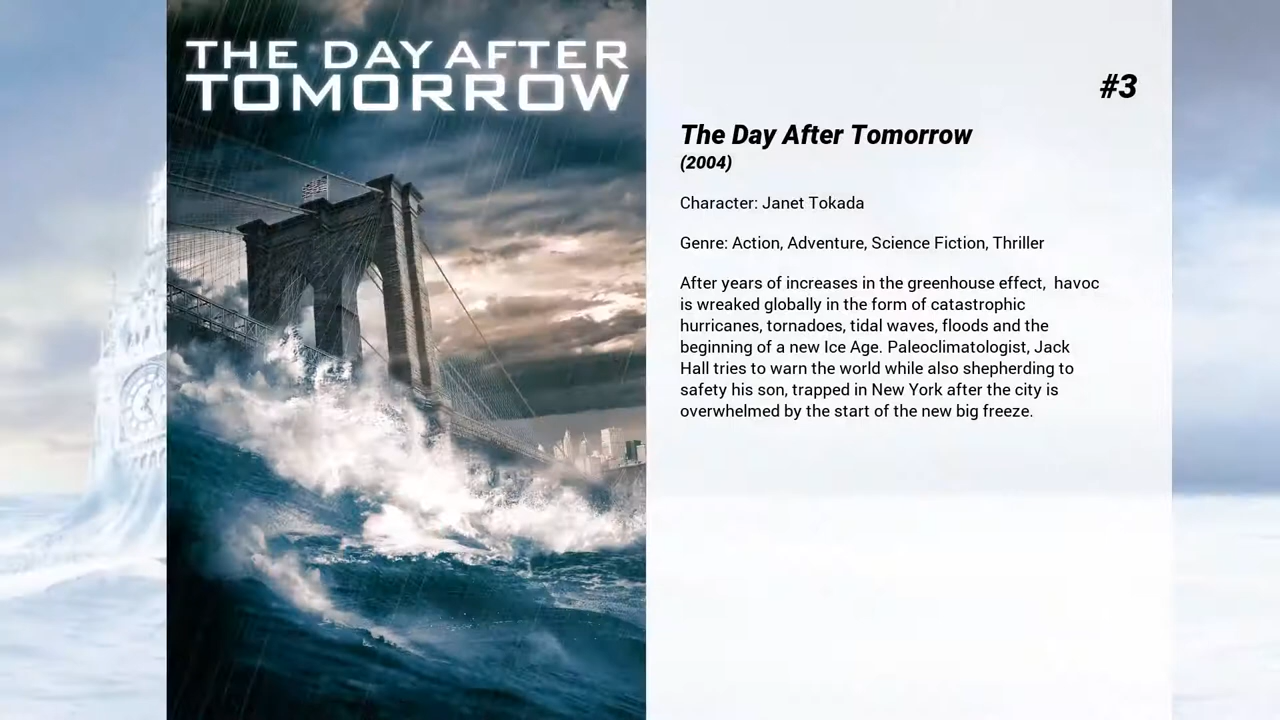 THE DAY AFTER
TOMORROW
#3
The Day After Tomorrow
(2004)
Character: Janet Tokada
Genre: Action, Adventure, Science Fiction, Thriller
After years of increases in the greenhouse effect,  havoc
is wreaked globally in the form of catastrophic
hurricanes, tornadoes, tidal waves, floods and the
beginning of a new Ice Age. Paleoclimatologist, Jack
Hall tries to warn the world while also shepherding to
safety his son, trapped in New York after the city is
overwhelmed by the start of the new big freeze.